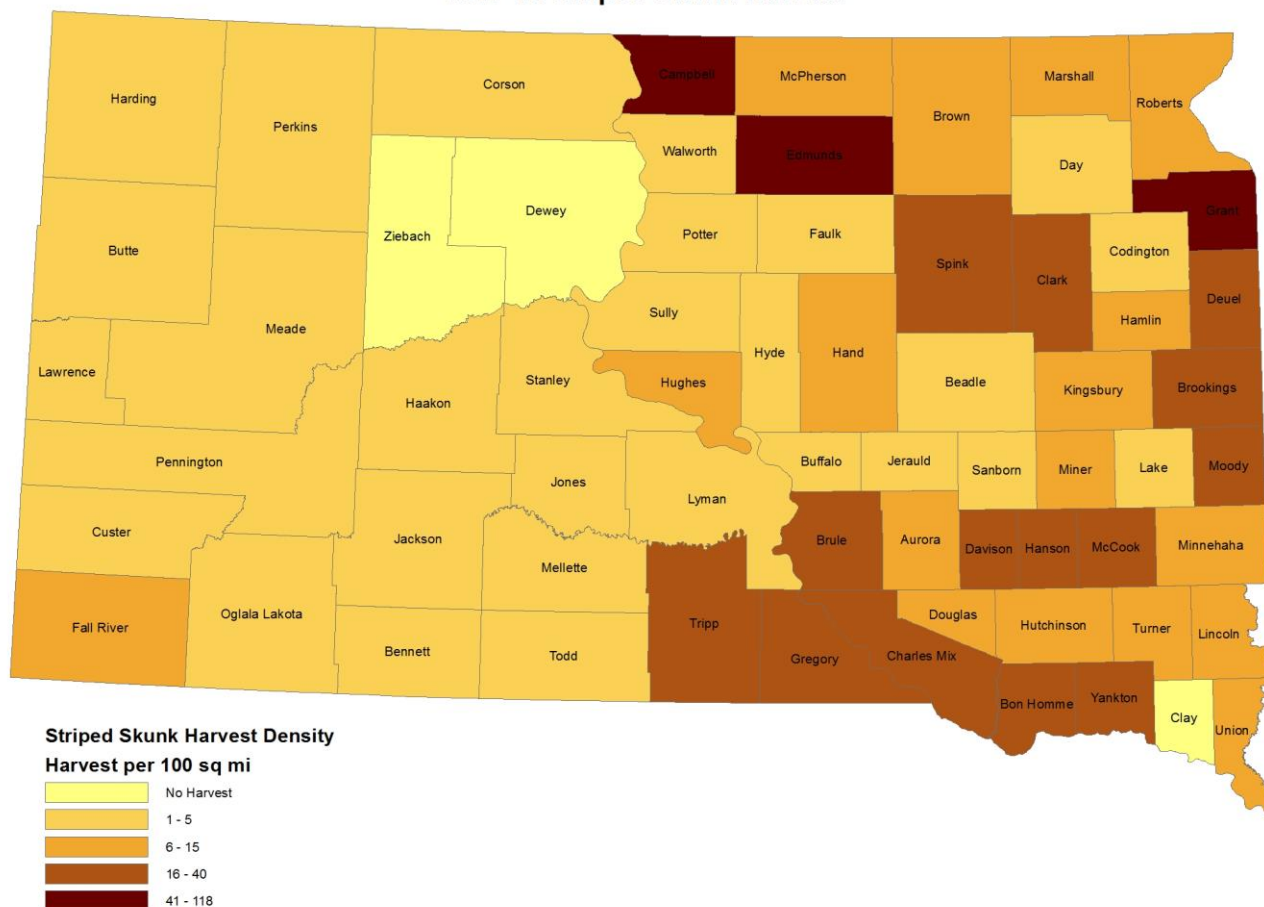 Harding
Perkins
Corson
Campbell
McPherson
Brown
Marshall
Roberts
Walworth
Edmunds
Day
Grant
Butte
Ziebach
Dewey
Potter
Faulk
Spink
Clark
Codington
Deuel
Meade
Sully
Hyde
Hand
Hamlin
Lawrence
Haakon
Stanley
Hughes
Beadle
Kingsbury
Brookings
Pennington
Jones
Lyman
Buffalo
Jerauld
Sanborn
Miner
Lake
Moody
Custer
Jackson
Mellette
Brule
Aurora
Davison
Hanson
McCook
Minnehaha
Fall River
Oglala Lakota
Bennett
Todd
Tripp
Gregory
Charles Mix
Douglas
Hutchinson
Turner
Lincoln
Bon Homme
Yankton
Clay
Union
Striped Skunk Harvest Density
Harvest per 100 sq mi
No Harvest
1 - 5
6 - 15
16 - 40
41 - 118